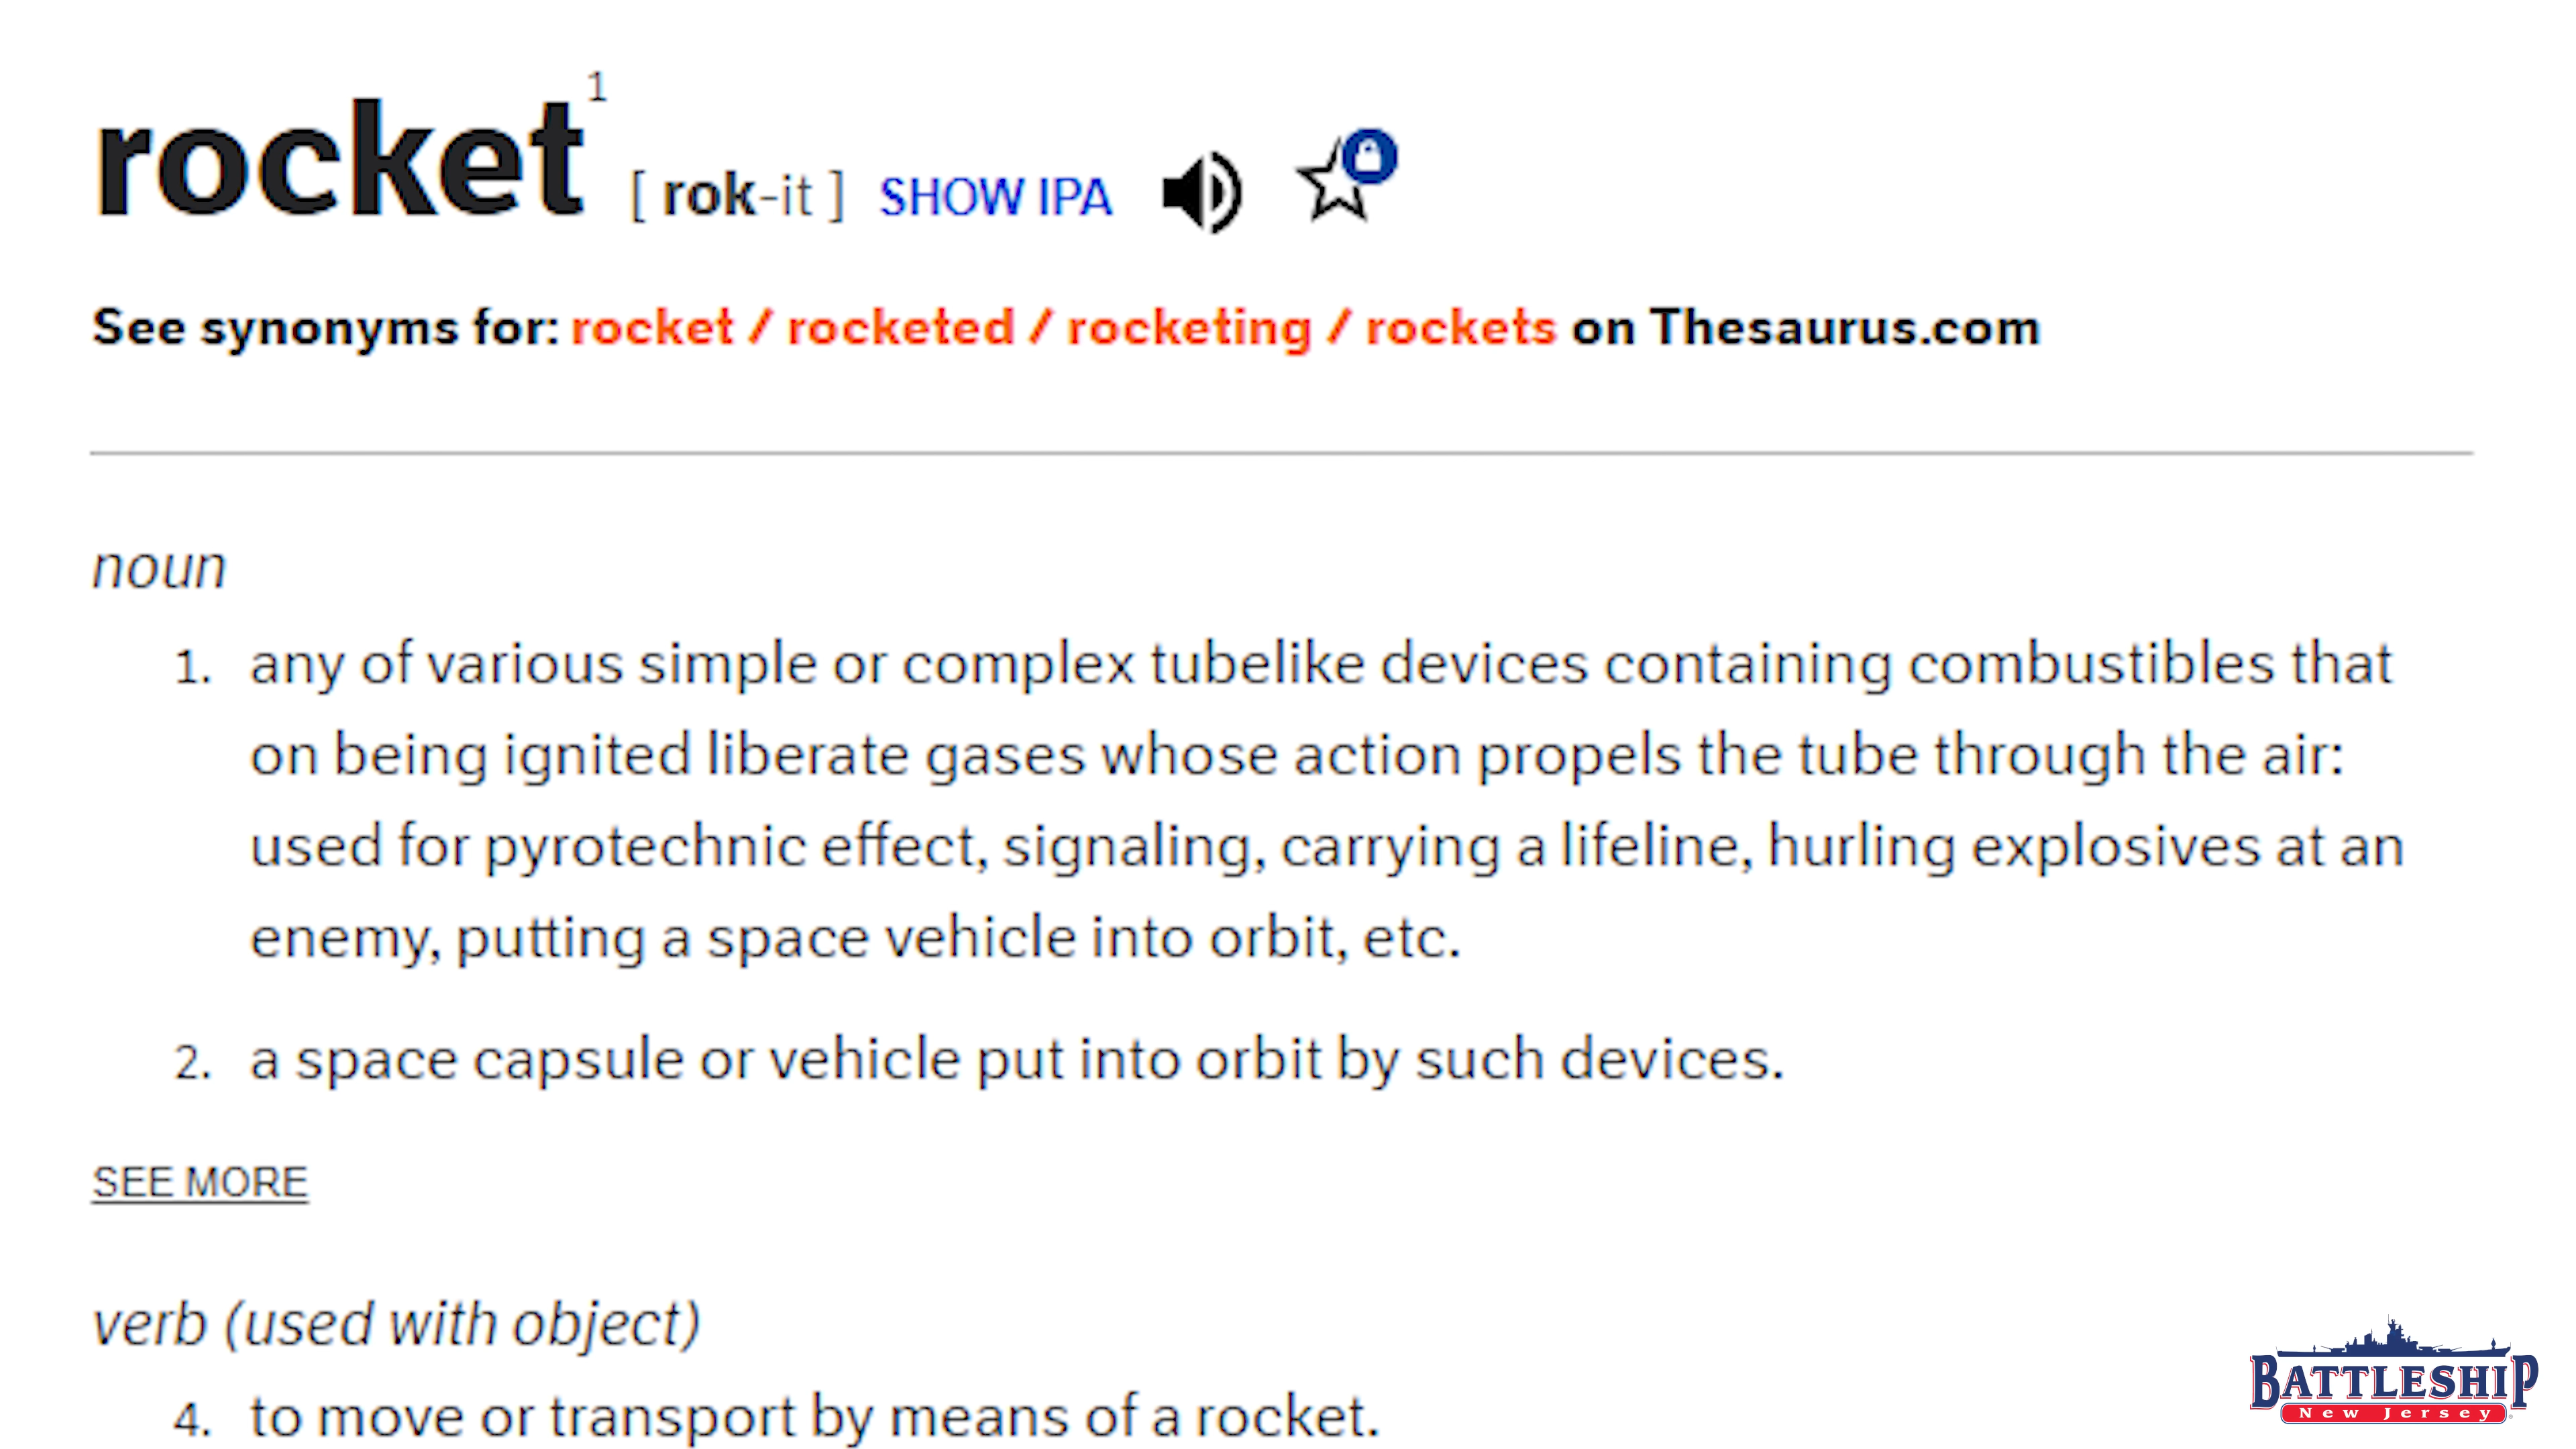 rocket 1 [ rok-it ] SHOW IPA
See synonyms for: rocket / rocketed / rocketing / rockets on Thesaurus.com
noun
1. any of various simple or complex tubelike devices containing combustibles that
on being ignited liberate gases whose action propels the tube through the air:
used for pyrotechnic effect, signaling, carrying a lifeline, hurling explosives at an
enemy, putting a space vehicle into orbit, etc.
2. a space capsule or vehicle put into orbit by such devices.
SEE MORE
verb (used with object)
4. to move or transport by means of a rocket.
BATTLESHIP
New Jersey